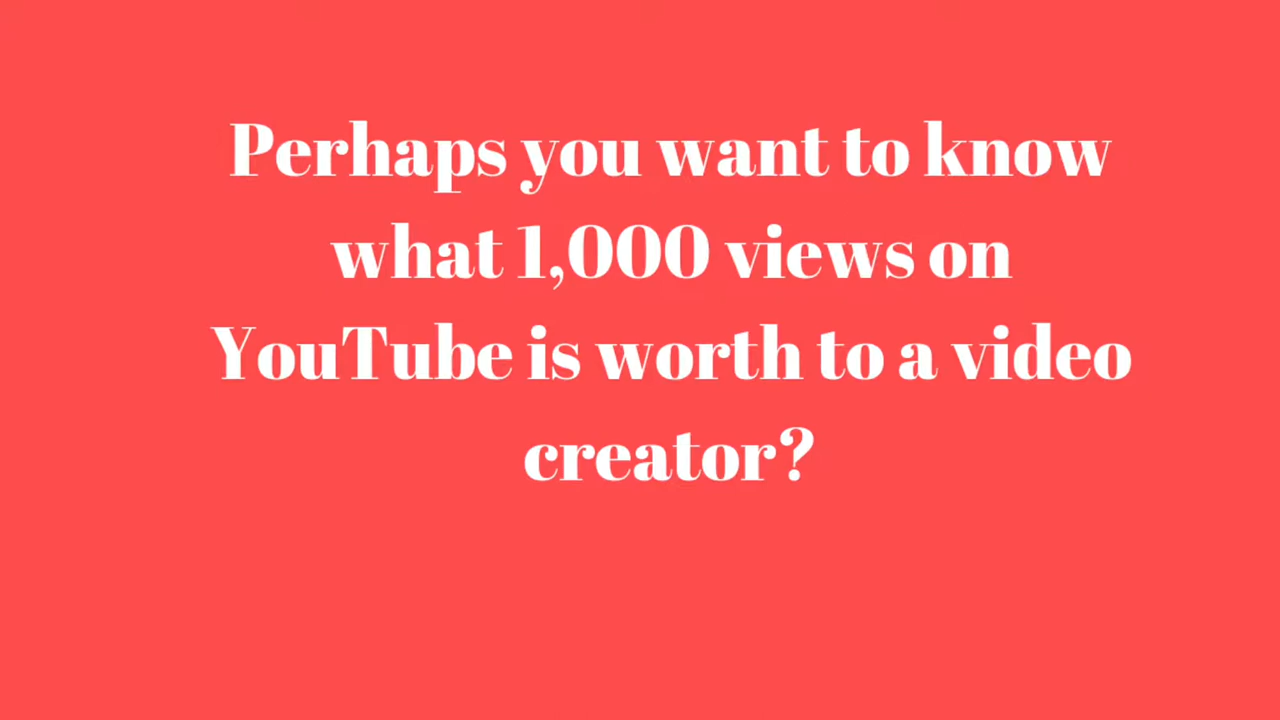 Perhaps you want to know
what 1,000 views on
YouTube is worth to a video
creator?